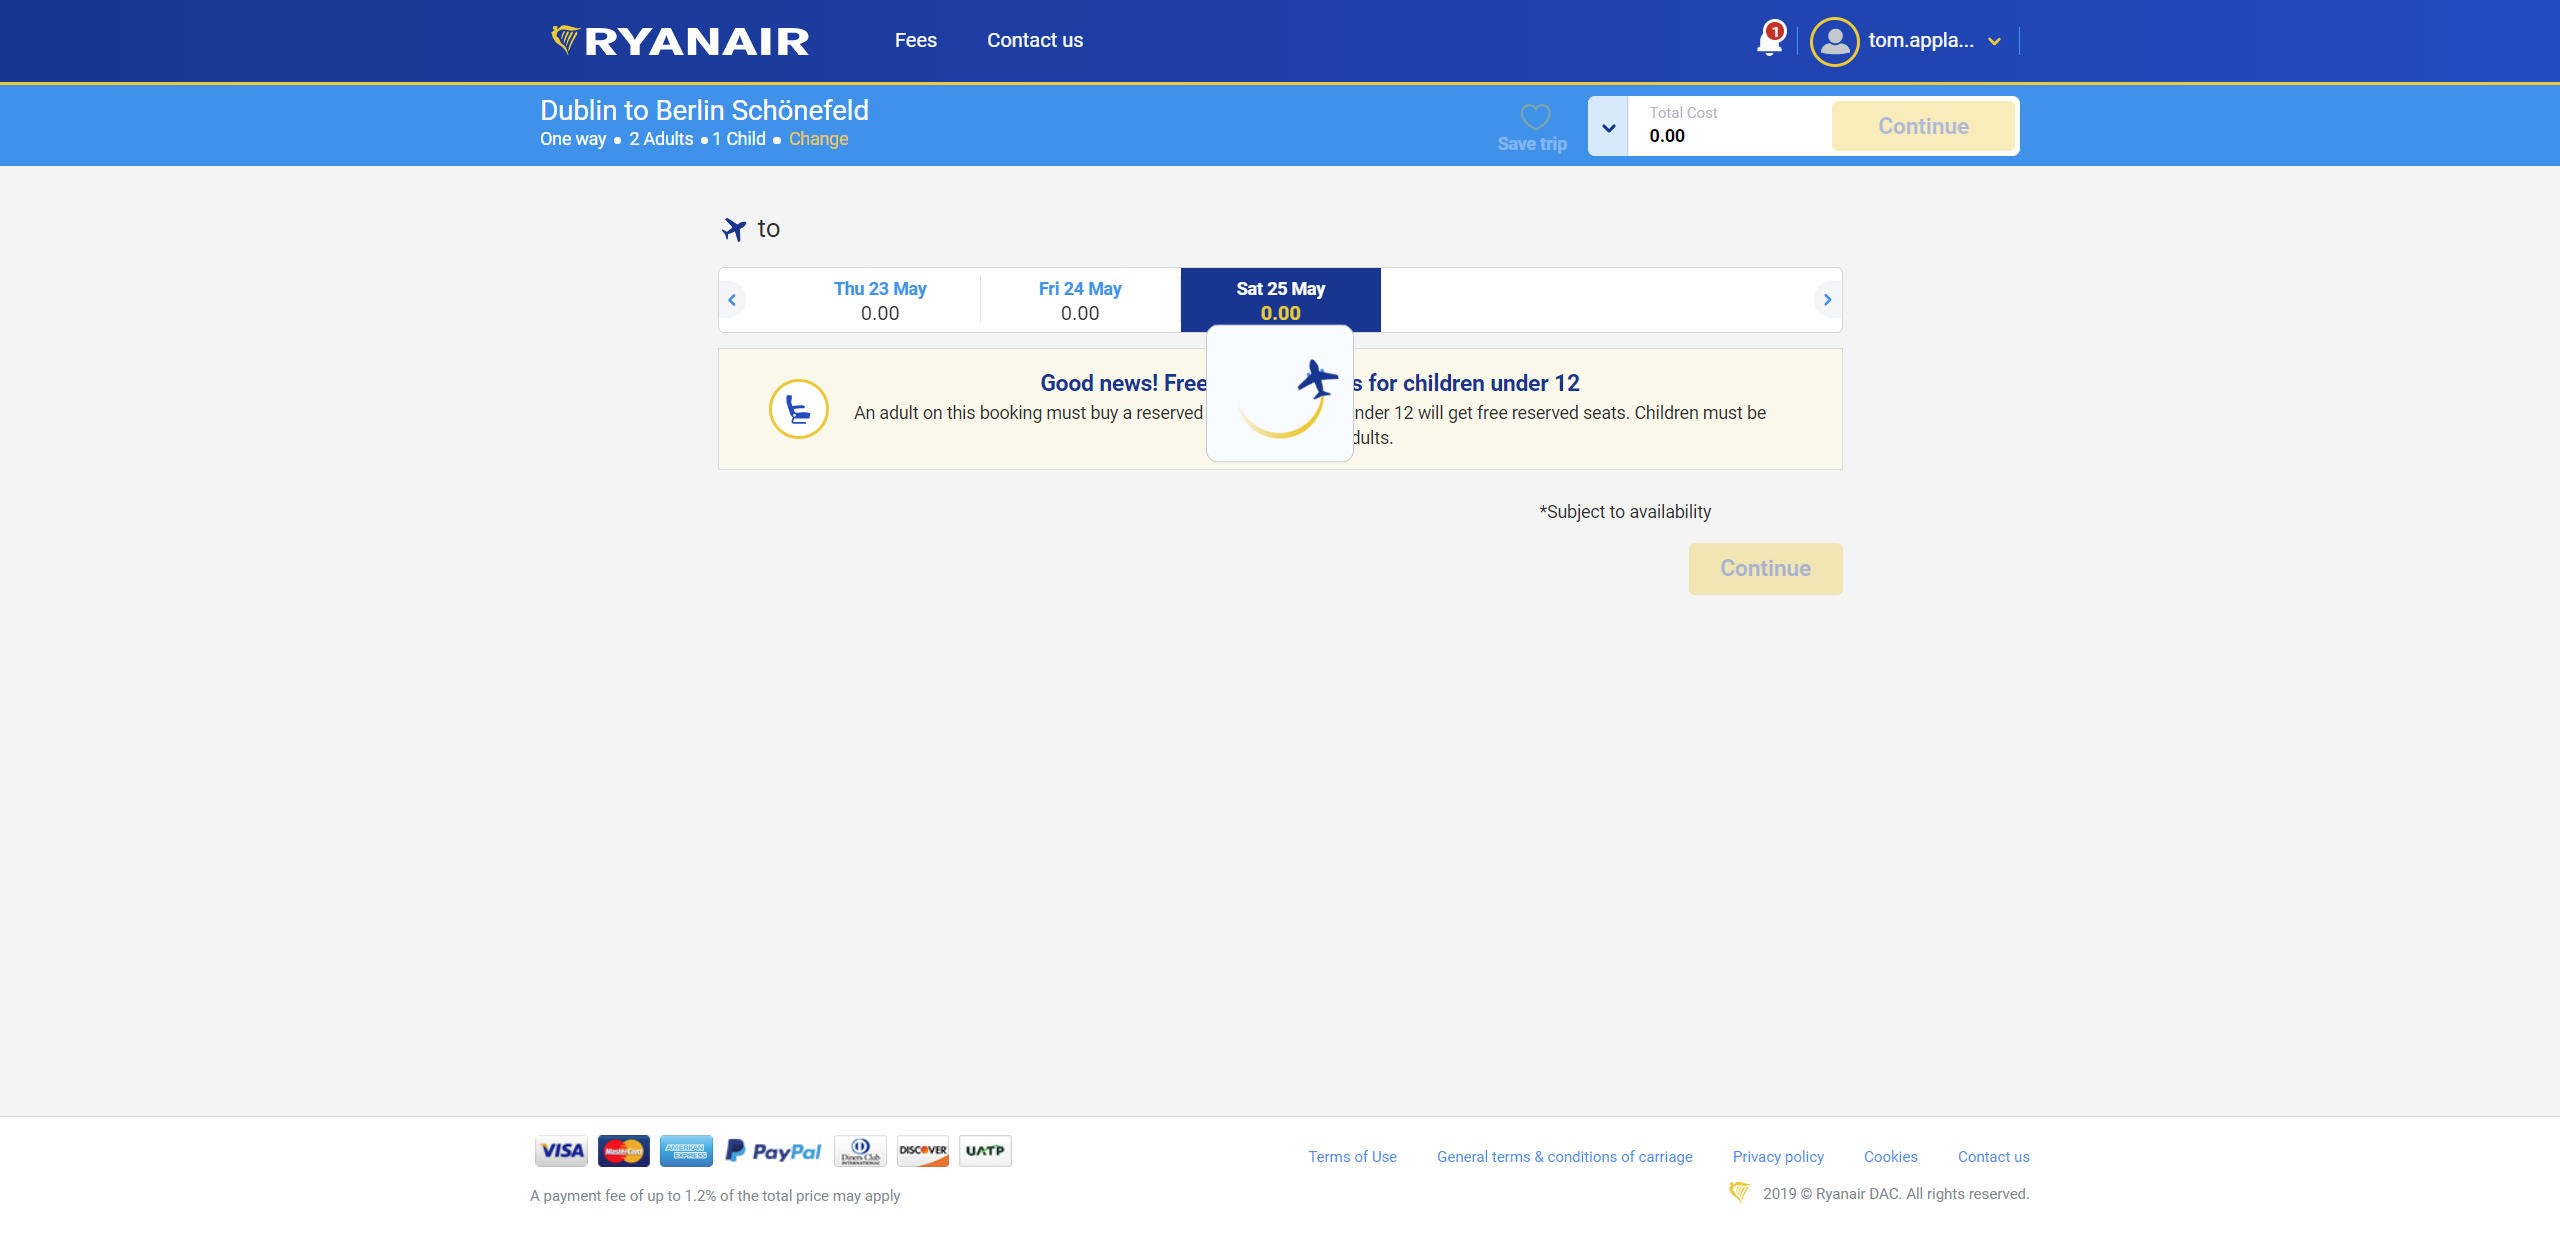 RYANAIR
Fees
Contact us
1
tom.appla...
Dublin to Berlin Schönefeld
One way • 2 Adults • 1 Child • Change
Save trip
Total Cost
0.00
Continue
to
Thu 23 May
0.00
Fri 24 May
0.00
Sat 25 May
0.00
Good news! Free s for children under 12
An adult on this booking must buy a reserved nder 12 will get free reserved seats. Children must be
dults.
*Subject to availability
Continue
VISA
MasterCard
AMERICAN EXPRESS
PayPal
Diners Club INTERNATIONAL
DISCOVER
UATP
A payment fee of up to 1.2% of the total price may apply
Terms of Use
General terms & conditions of carriage
Privacy policy
Cookies
Contact us
2019 © Ryanair DAC. All rights reserved.